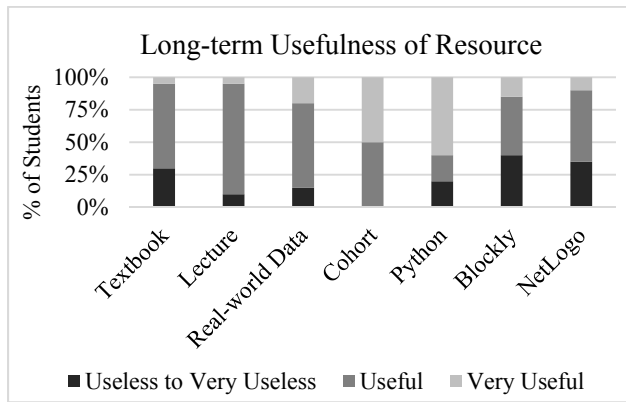 Long-term Usefulness of Resource
% of Students
100%
75%
50%
25%
0%
Textbook
Lecture
Real-world Data
Cohort
Python
Blockly
NetLogo
Useless to Very Useless Useful Very Useful